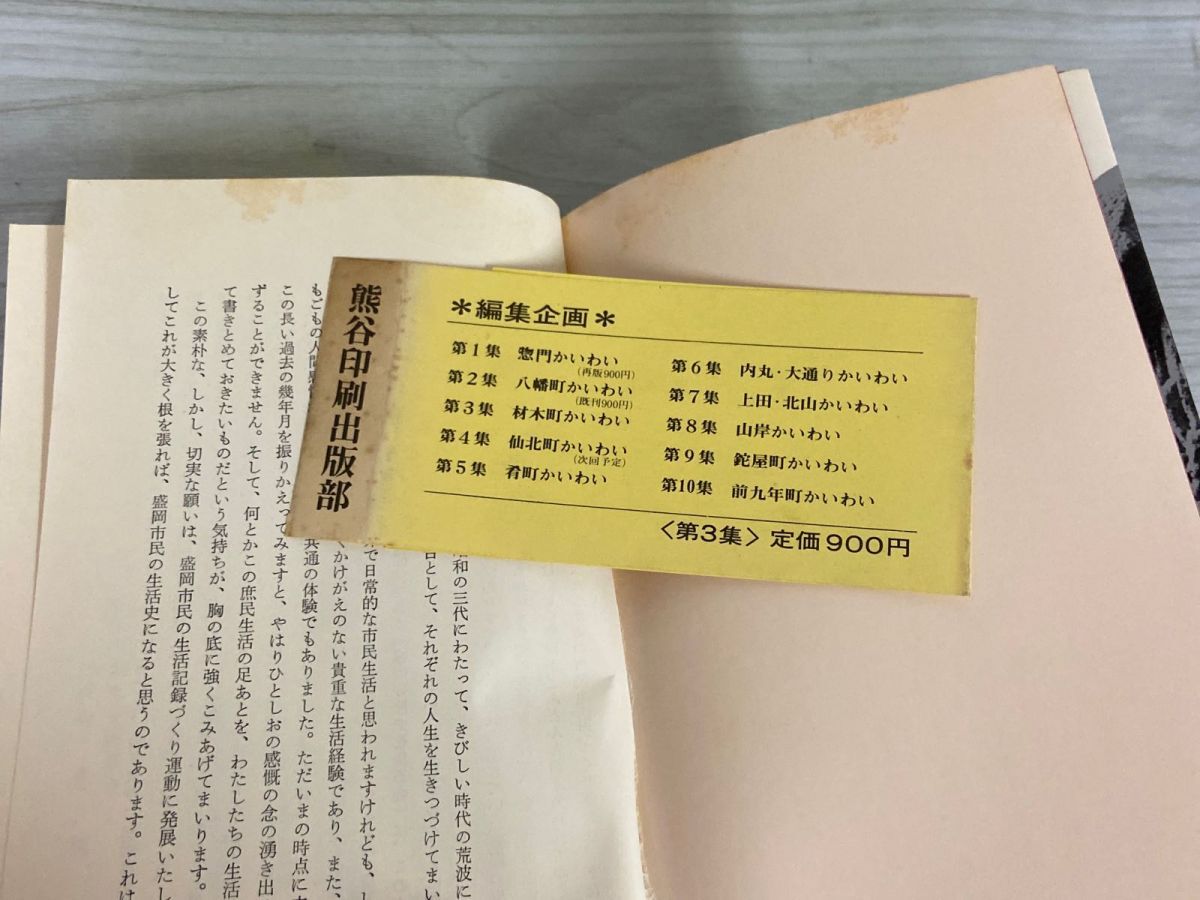 熊谷印刷出版部
＊編集企画＊
第1集 惣門かいわい
（再版900円）
第2集 八幡町かいわい
（既刊900円）
第3集 材木町かいわい
第4集 仙北町かいわい
（次回予定）
第5集 肴町かいわい
第6集 内丸・大通りかいわい
第7集 上田・北山かいわい
第8集 山岸かいわい
第9集 鉈屋町かいわい
第10集 前九年町かいわい
〈第3集〉定価900円
和の三代にわたって、きびしい時代の荒波に
として、それぞれの人生を生きつづけてまい
で日常的な市民生活と思われますけれども、
くかけがえのない貴重な生活経験であり、また、
もごもの人間
共通の体験でもありました。ただいまの時点に
この長い過去の幾年月を振りかえってみますと、やはりひとしおの感慨の念の湧き出
ずることができません。そして、何とかこの庶民生活の足あとを、わたしたちの生活
て書きとめておきたいものだという気持ちが、胸の底に強くこみあげてまいります。
この素朴な、しかし、切実な願いは、盛岡市民の生活記録づくり運動に発展いたし
してこれが大きく根を張れば、盛岡市民の生活史になると思うのであります。これは